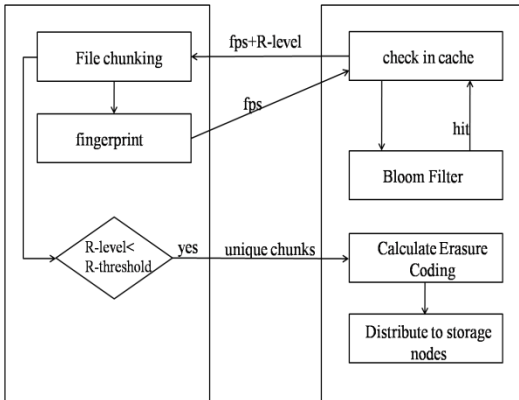 fps+R-level
File chunking
check in cache
fps
fingerprint
hit
Bloom Filter
R-level<
R-threshold
yes
unique chunks
Calculate Erasure
Coding
Distribute to storage
nodes